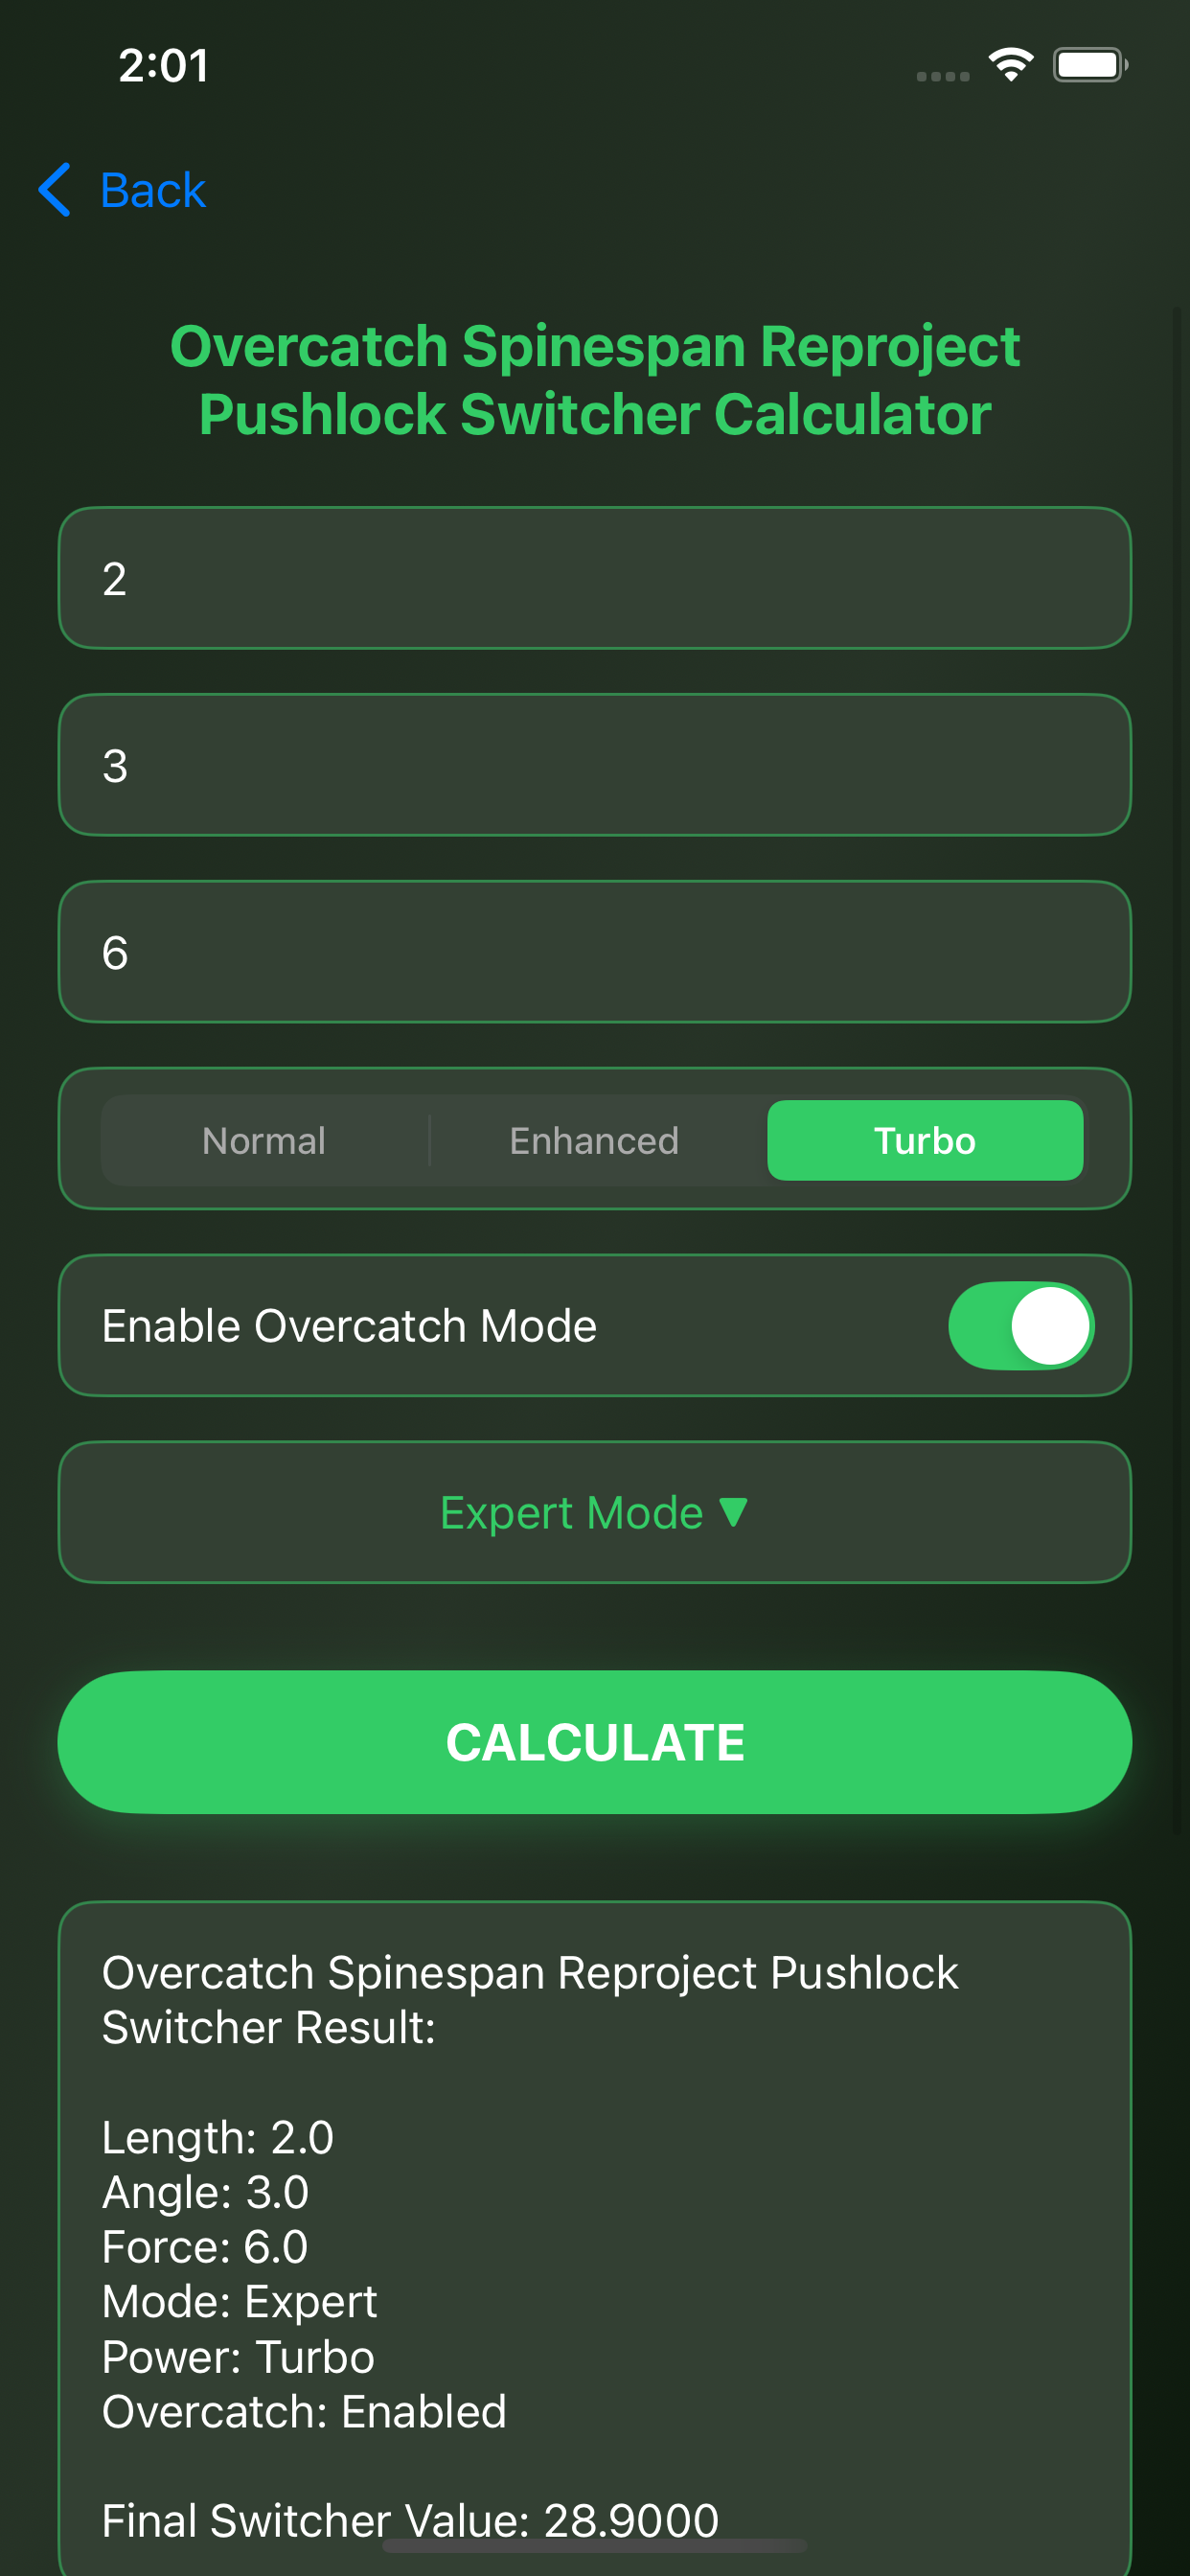 2:01
Back
Overcatch Spinespan Reproject
Pushlock Switcher Calculator
2
3
6
Normal Enhanced Turbo
Enable Overcatch Mode
Expert Mode ▼
CALCULATE
Overcatch Spinespan Reproject Pushlock
Switcher Result:
Length: 2.0
Angle: 3.0
Force: 6.0
Mode: Expert
Power: Turbo
Overcatch: Enabled
Final Switcher Value: 28.9000